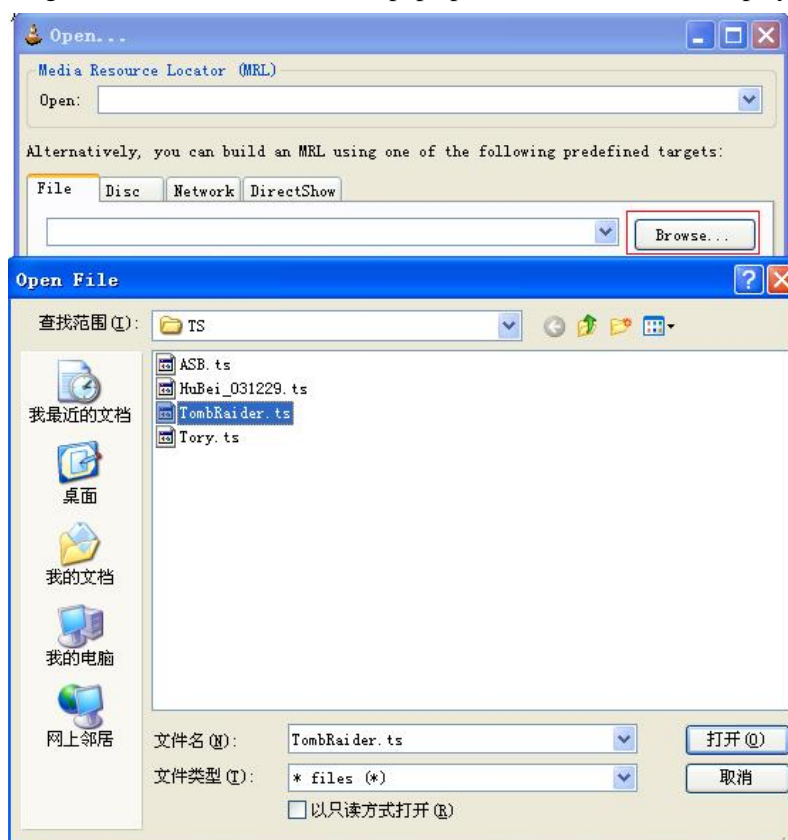 Open...
Media Resource Locator (MRL)
Open:
Alternatively, you can build an MRL using one of the following predefined targets:
File Disc Network DirectShow
Browse...
Open File
查找范围(I): TS
ASB.ts
HuBei_031229.ts
TombRaider.ts
Tory.ts
我最近的文档
桌面
我的文档
我的电脑
网上邻居
文件名(N): TombRaider.ts 打开(O)
文件类型(T): * files (*) 取消
以只读方式打开(R)